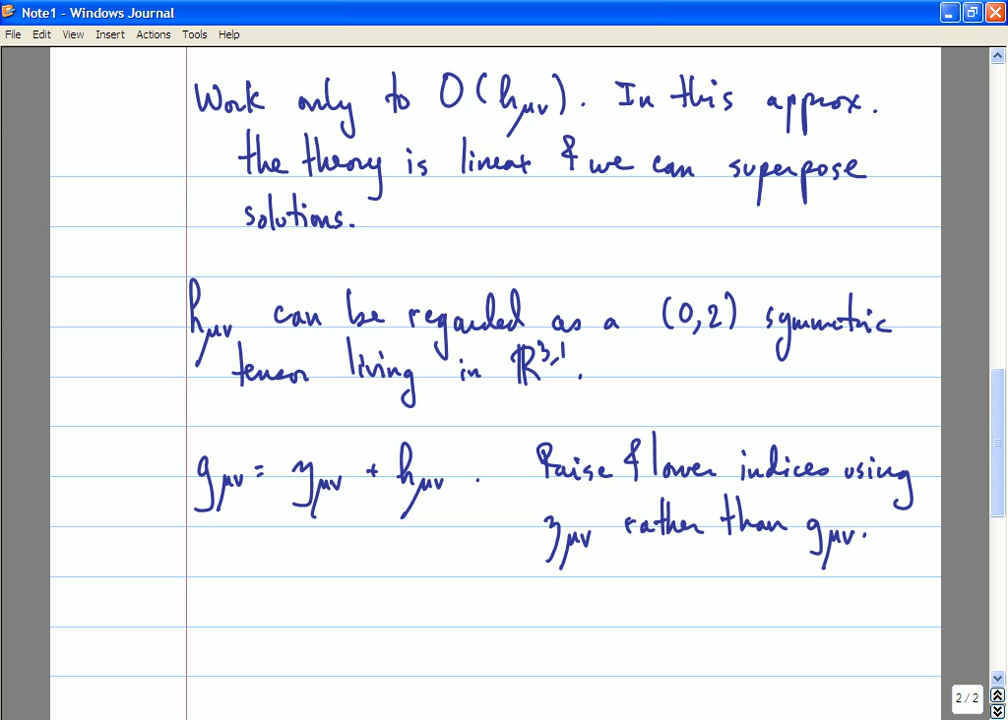 Note1 - Windows Journal
File Edit View Insert Actions Tools Help
Work only to O(hμν). In this approx.
the theory is linear & we can superpose
solutions.
hμν can be regarded as a (0,2) symmetric
tensor living in ℝ³,¹.
gμν = ημν + hμν. Raise & lower indices using
ημν rather than gμν.
2/2